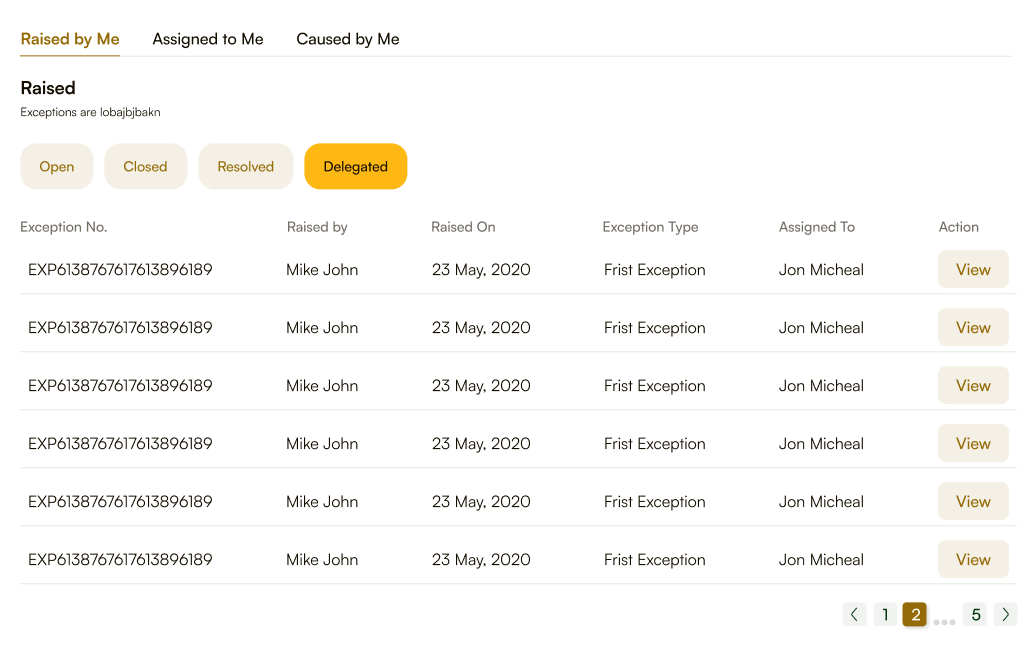 Raised by Me Assigned to Me Caused by Me
Raised
Exceptions are lobajbjbakn
Open Closed Resolved Delegated
Exception No. Raised by Raised On Exception Type Assigned To Action
EXP6138767617613896189 Mike John 23 May, 2020 Frist Exception Jon Micheal View
EXP6138767617613896189 Mike John 23 May, 2020 Frist Exception Jon Micheal View
EXP6138767617613896189 Mike John 23 May, 2020 Frist Exception Jon Micheal View
EXP6138767617613896189 Mike John 23 May, 2020 Frist Exception Jon Micheal View
EXP6138767617613896189 Mike John 23 May, 2020 Frist Exception Jon Micheal View
EXP6138767617613896189 Mike John 23 May, 2020 Frist Exception Jon Micheal View
1 2 ... 5